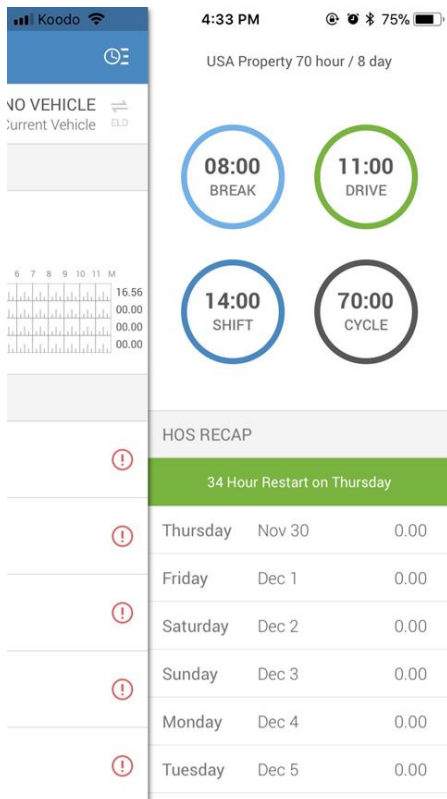 Koodo 4:33 PM 75%
USA Property 70 hour / 8 day
NO VEHICLE
Current Vehicle ELD
08:00
BREAK
11:00
DRIVE
14:00
SHIFT
70:00
CYCLE
6 7 8 9 10 11 M
16.56
00.00
00.00
00.00
HOS RECAP
34 Hour Restart on Thursday
Thursday Nov 30 0.00
Friday Dec 1 0.00
Saturday Dec 2 0.00
Sunday Dec 3 0.00
Monday Dec 4 0.00
Tuesday Dec 5 0.00